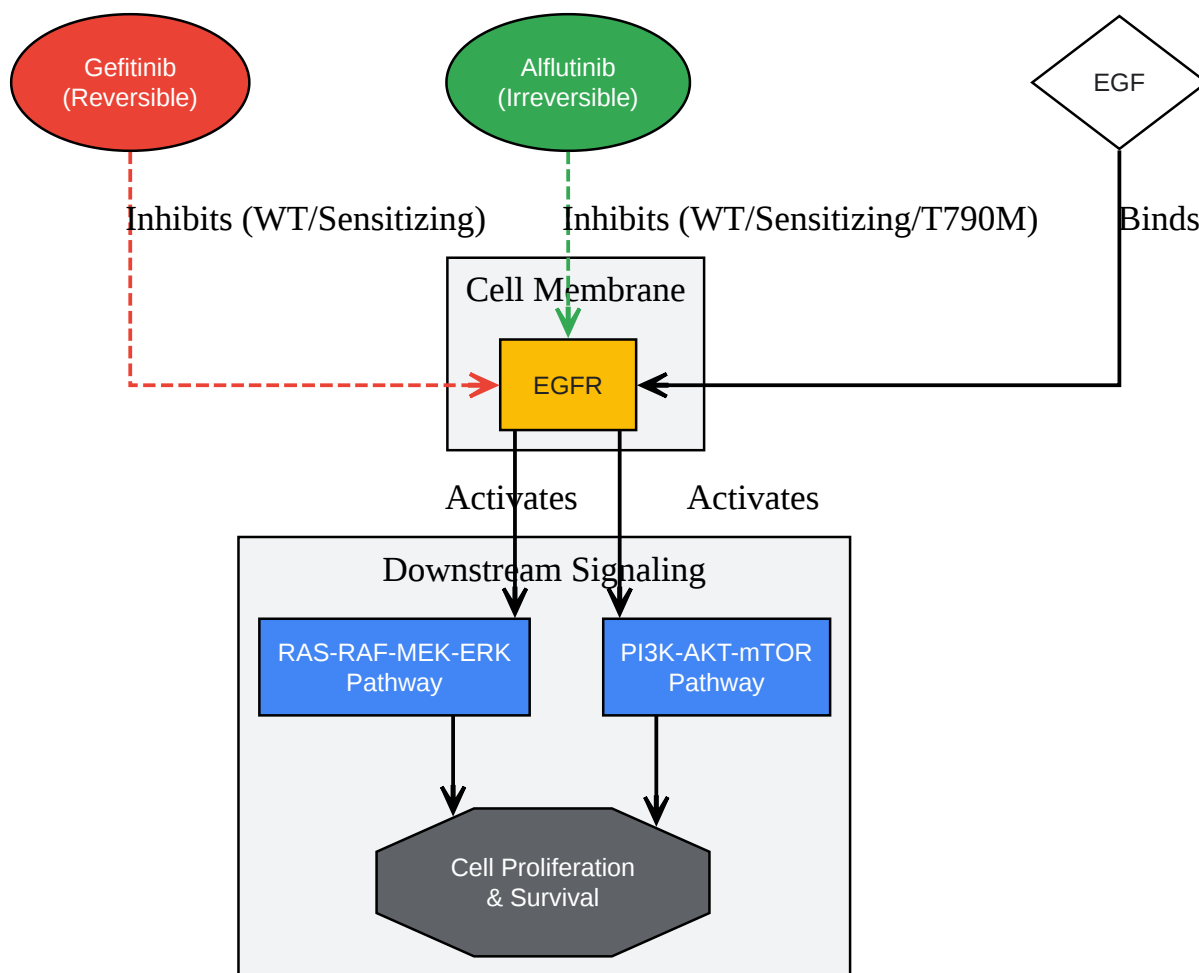 Gefitinib
(Reversible)
Alflutinib
(Irreversible)
EGF
Inhibits (WT/Sensitizing)
Inhibits (WT/Sensitizing/T790M)
Binds
Cell Membrane
EGFR
Activates
Activates
Downstream Signaling
RAS-RAF-MEK-ERK
Pathway
PI3K-AKT-mTOR
Pathway
Cell Proliferation
& Survival